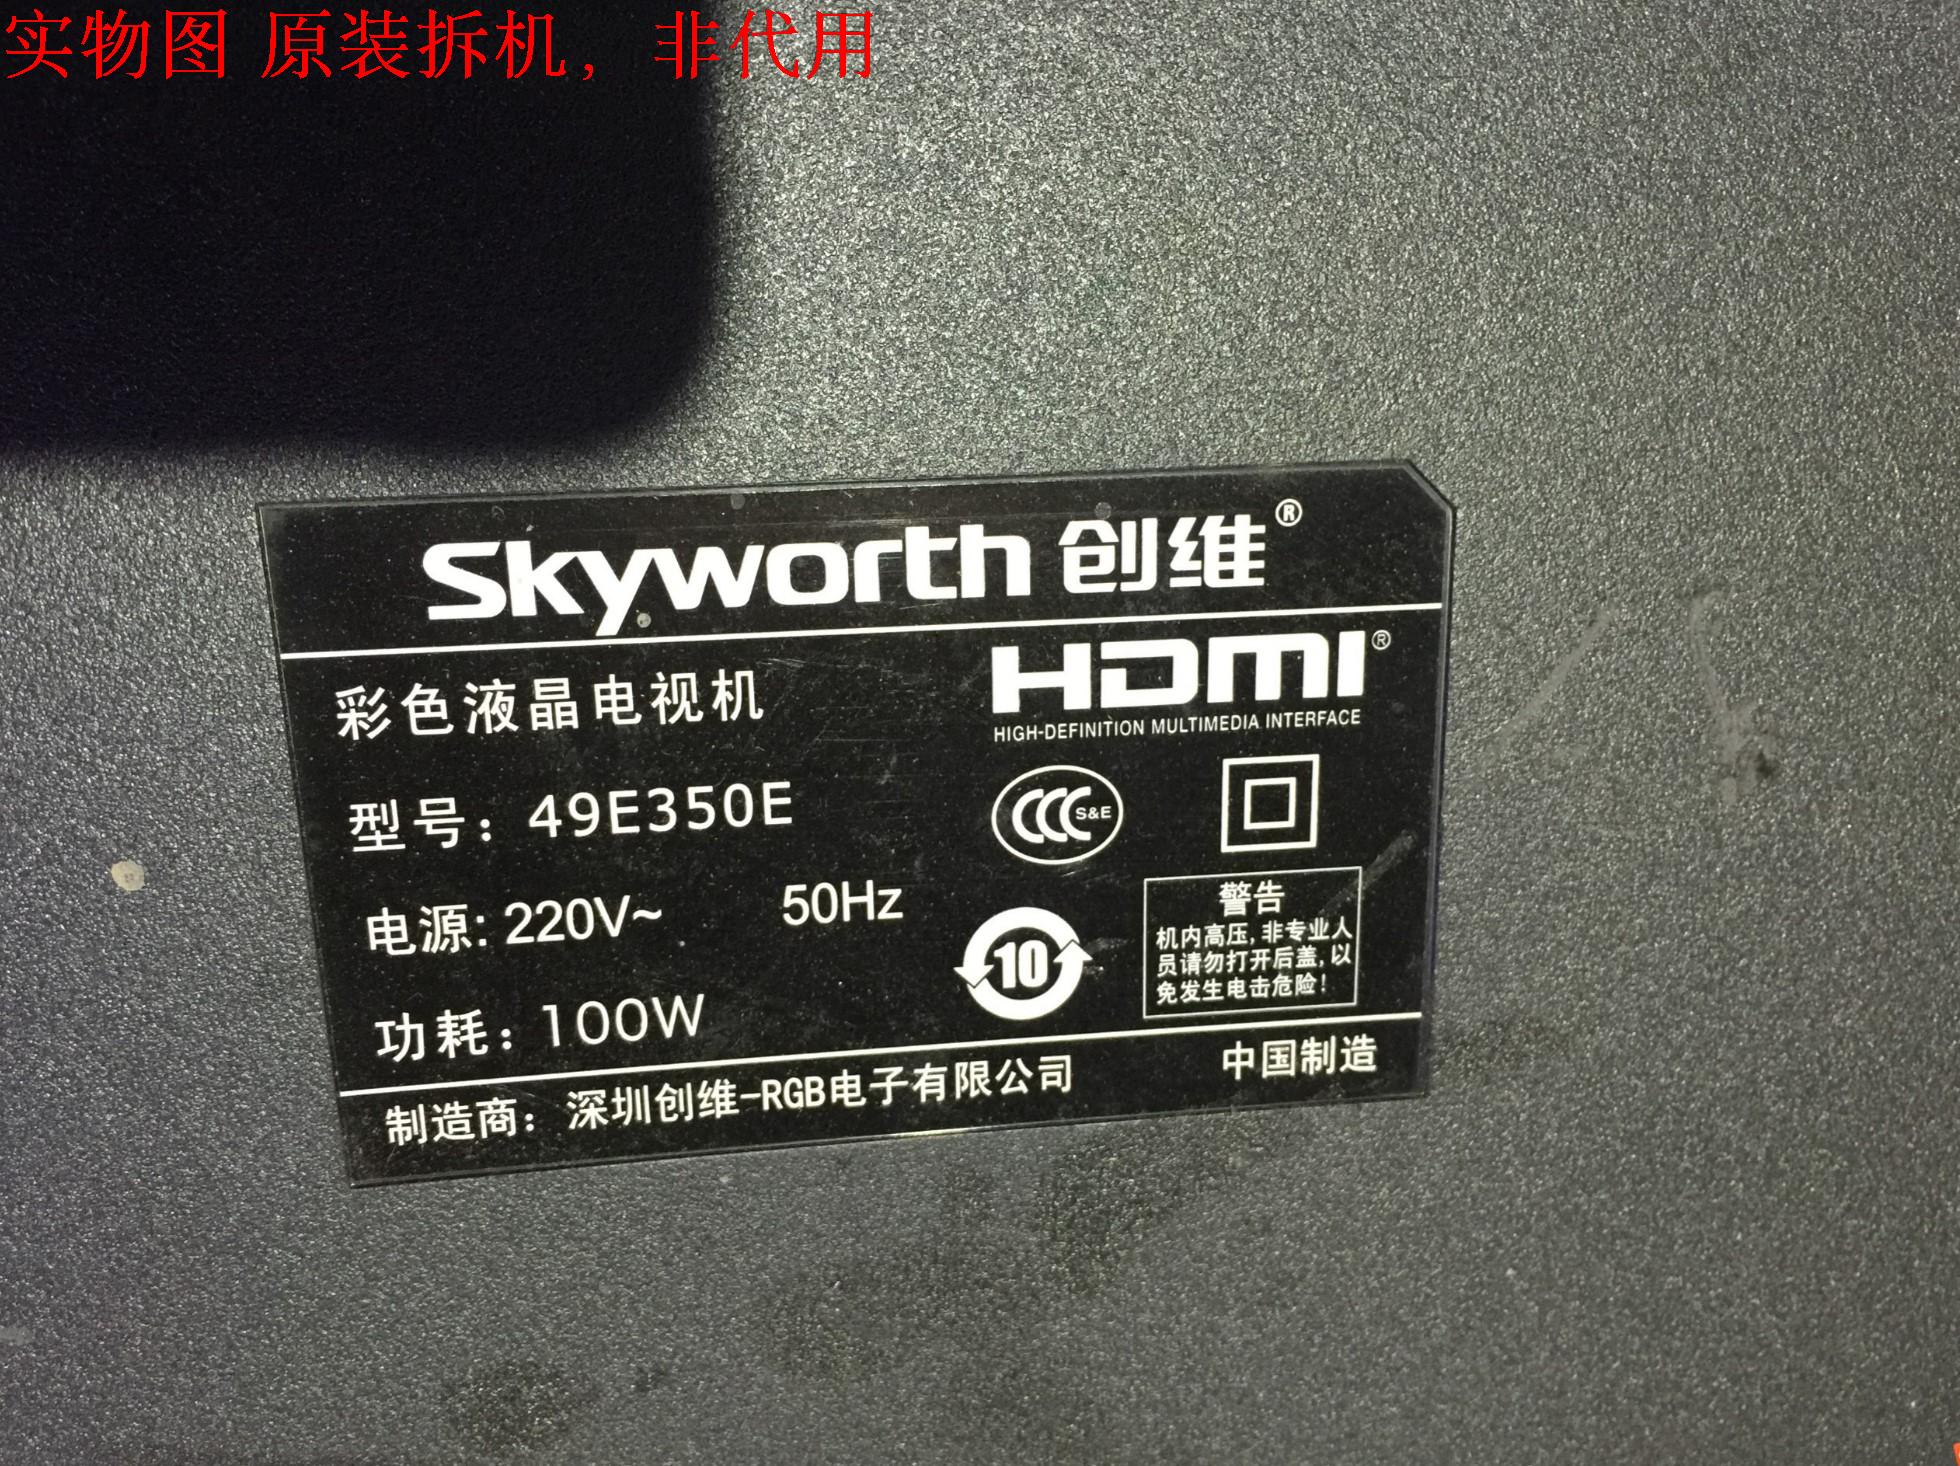 实物图 原装拆机，非代用
Skyworth 创维®
HDMI®
HIGH-DEFINITION MULTIMEDIA INTERFACE
彩色液晶电视机
型号：49E350E
CCC S&E
电源: 220V~ 50Hz
10
警告
机内高压,非专业人
员请勿打开后盖,以
免发生电击危险!
功耗：100W
制造商：深圳创维-RGB电子有限公司
中国制造